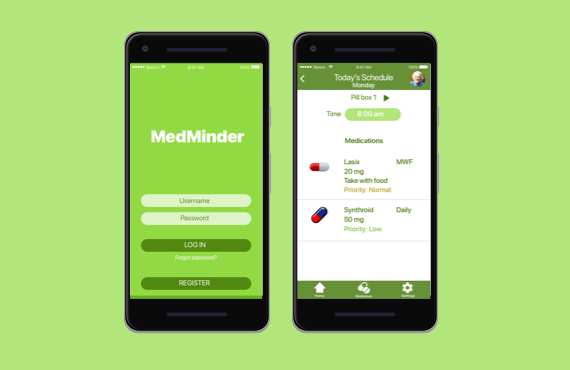 9:41 AM
100%
MedMinder
Username
Password
LOG IN
Forgot password?
REGISTER
9:41 AM
100%
Today's Schedule
Monday
Pill box 1
Time 8:00 am
Medications
Lasix MWF
20 mg
Take with food
Priority: Normal
Synthroid Daily
50 mg
Priority: Low
Home Medicines Settings